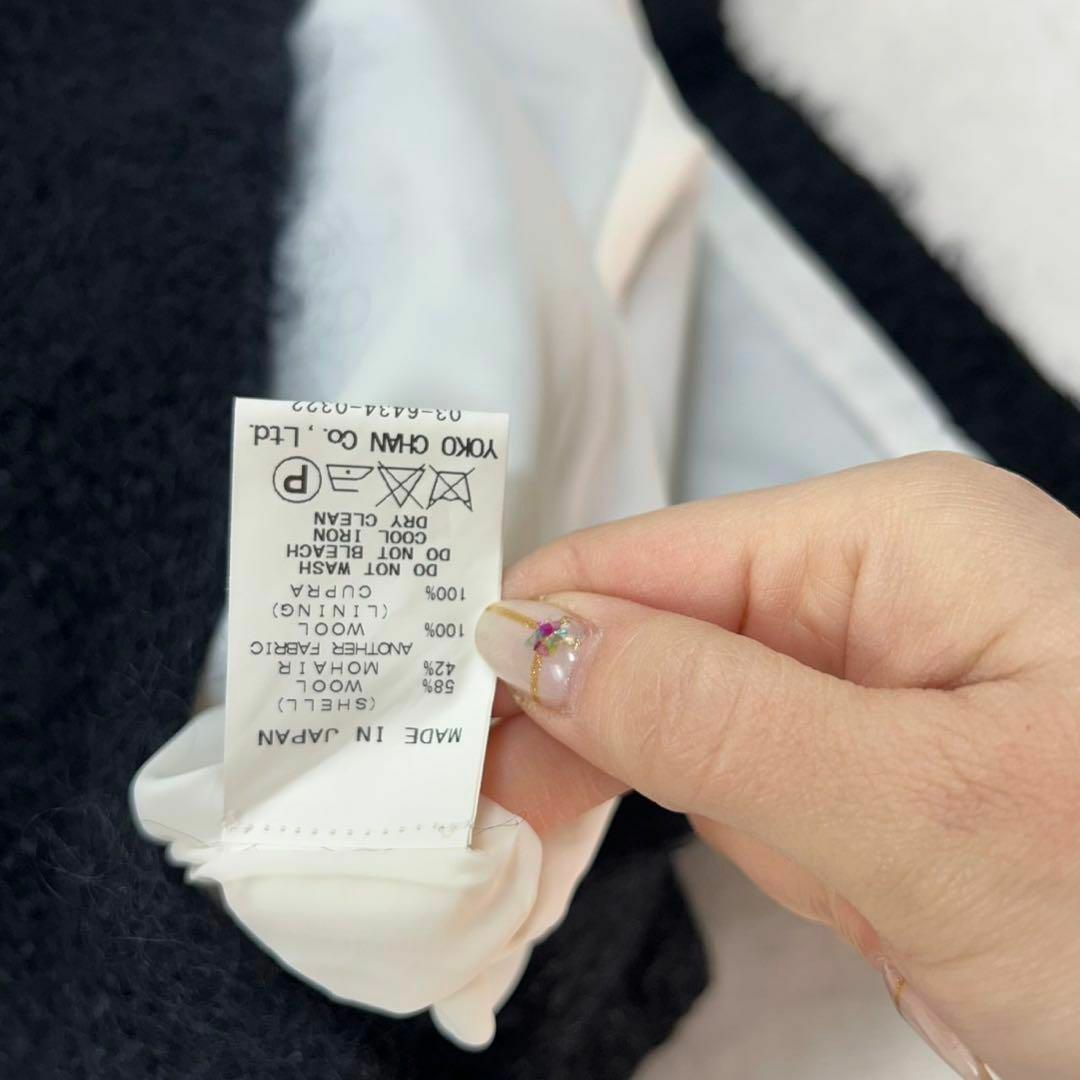 MADE IN JAPAN
(SHELL)
58% WOOL
42% MOHAIR
ANOTHER FABRIC
100% WOOL
(LINING)
100% CUPRA
DO NOT WASH
DO NOT BLEACH
COOL IRON
DRY CLEAN
P
YOKO CHAN Co., Ltd.
03-6434-0322